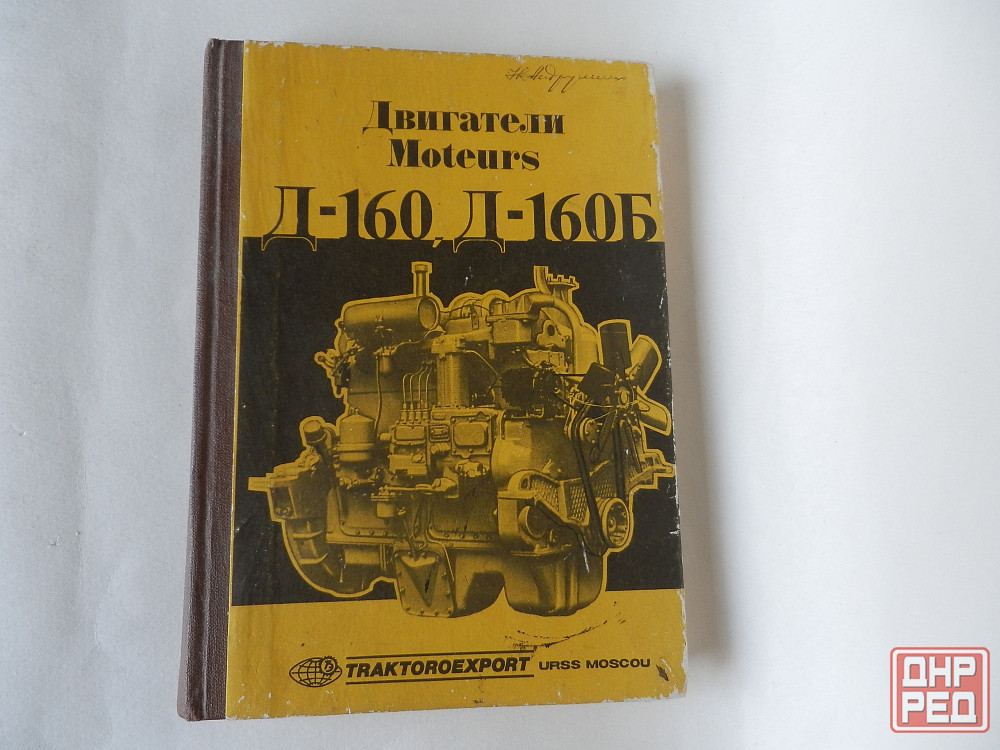 Двигатели
Moteurs
Д-160, Д-160Б
TRAKTOROEXPORT URSS MOSCOU
ДНР
РЕД